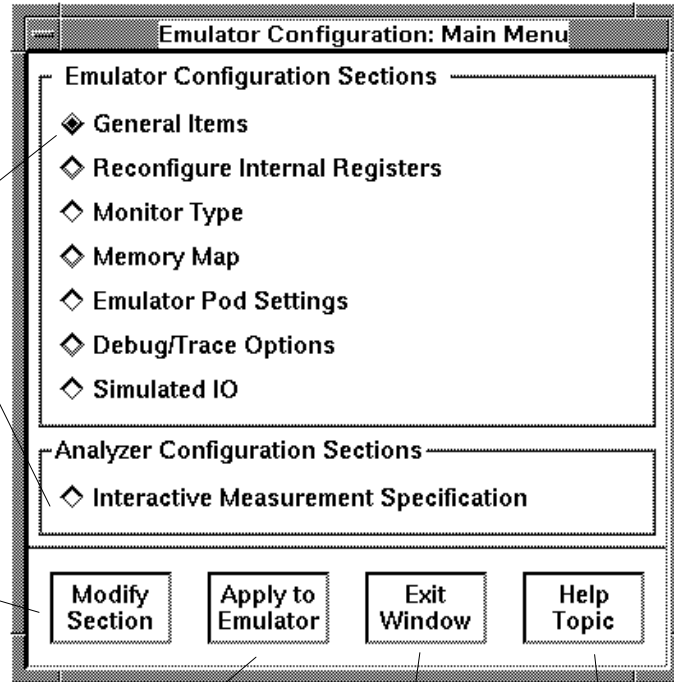 Emulator Configuration: Main Menu
Emulator Configuration Sections
General Items
Reconfigure Internal Registers
Monitor Type
Memory Map
Emulator Pod Settings
Debug/Trace Options
Simulated IO
Analyzer Configuration Sections
Interactive Measurement Specification
Modify
Section
Apply to
Emulator
Exit
Window
Help
Topic